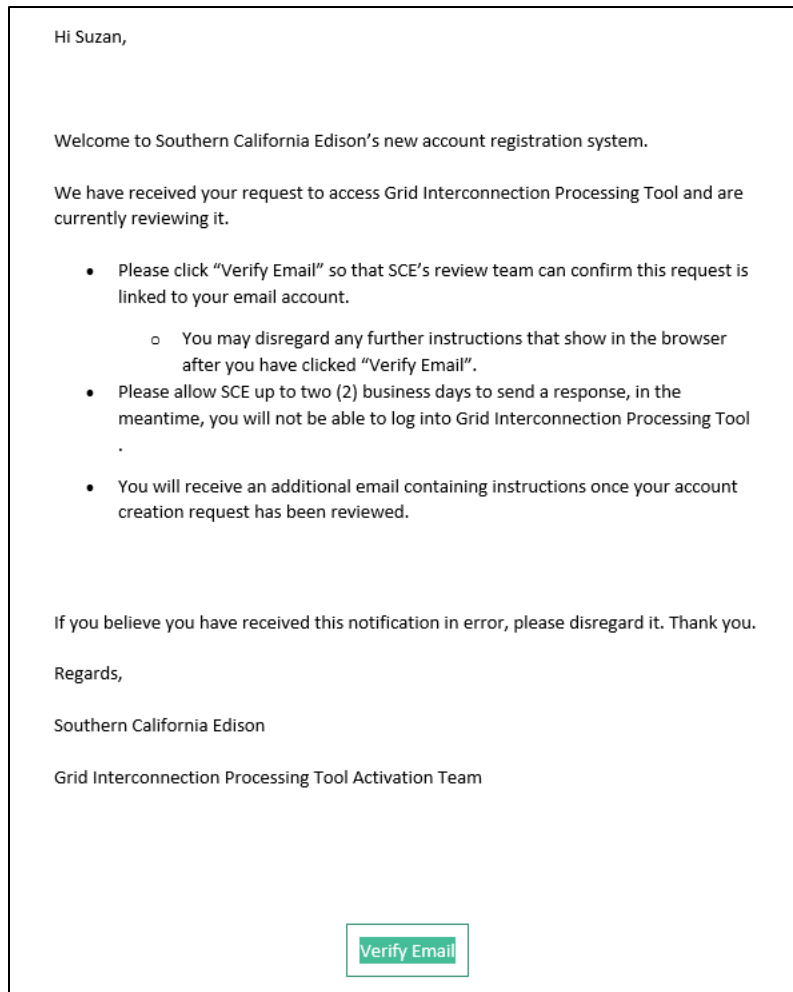 Hi Suzan,
Welcome to Southern California Edison’s new account registration system.
We have received your request to access Grid Interconnection Processing Tool and are
currently reviewing it.
• Please click “Verify Email” so that SCE’s review team can confirm this request is
linked to your email account.
o You may disregard any further instructions that show in the browser
after you have clicked “Verify Email”.
• Please allow SCE up to two (2) business days to send a response, in the
meantime, you will not be able to log into Grid Interconnection Processing Tool
.
• You will receive an additional email containing instructions once your account
creation request has been reviewed.
If you believe you have received this notification in error, please disregard it. Thank you.
Regards,
Southern California Edison
Grid Interconnection Processing Tool Activation Team
Verify Email